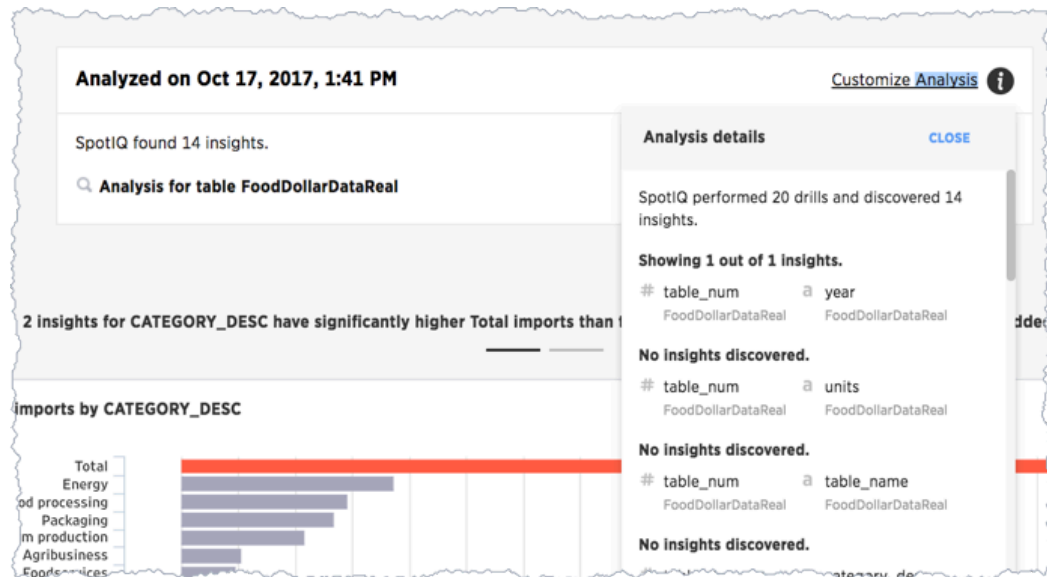 Analyzed on Oct 17, 2017, 1:41 PM
Customize Analysis
SpotIQ found 14 insights.
Analysis for table FoodDollarDataReal
Analysis details
CLOSE
SpotIQ performed 20 drills and discovered 14
insights.
Showing 1 out of 1 insights.
# table_num a year
FoodDollarDataReal FoodDollarDataReal
No insights discovered.
# table_num a units
FoodDollarDataReal FoodDollarDataReal
No insights discovered.
# table_num a table_name
FoodDollarDataReal FoodDollarDataReal
No insights discovered.
2 insights for CATEGORY_DESC have significantly higher Total imports than
imports by CATEGORY_DESC
Total
Energy
od processing
Packaging
m production
Agribusiness